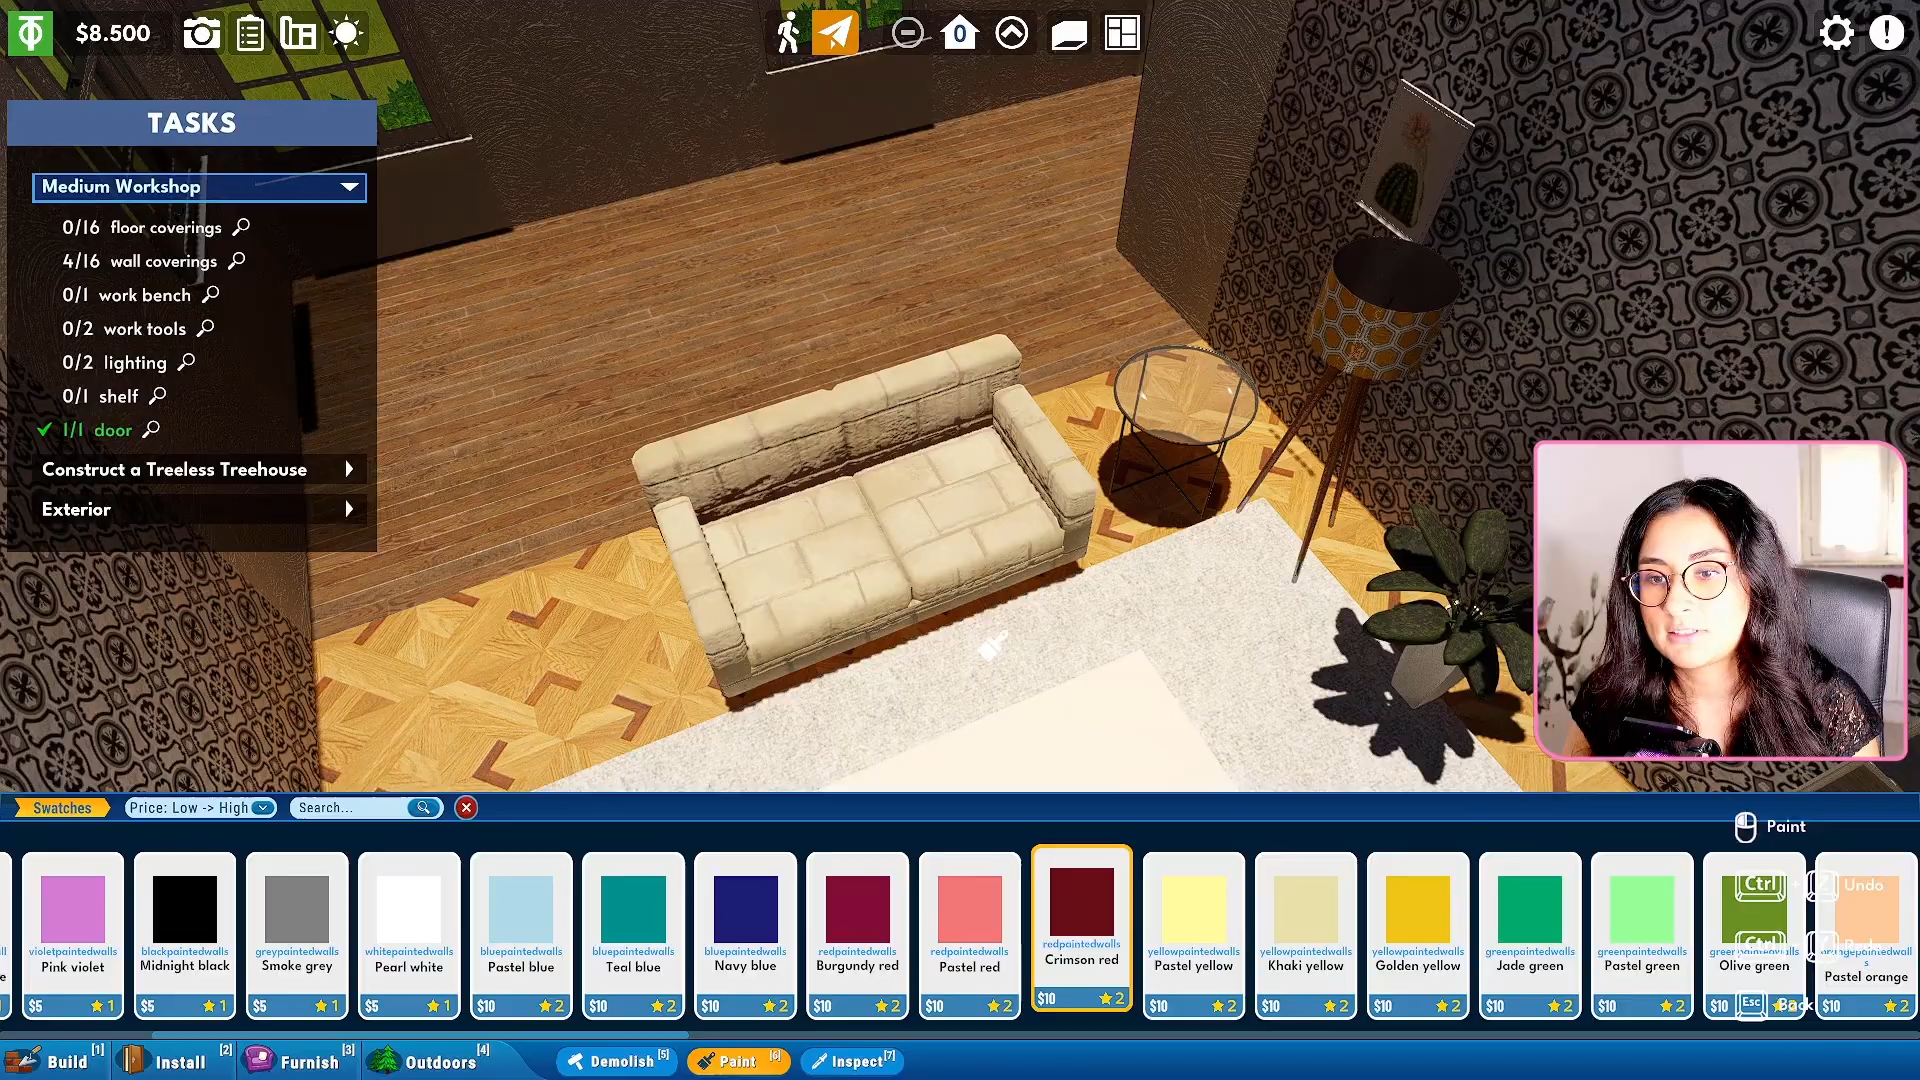 $8.500
0
TASKS
Medium Workshop
0/16 floor coverings
4/16 wall coverings
0/1 work bench
0/2 work tools
0/2 lighting
0/1 shelf
1/1 door
Construct a Treeless Treehouse
Exterior
Swatches
Price: Low -> High
Search...
Paint
Ctrl + Z Undo
Ctrl
Esc Back
violetpaintedwalls
Pink violet
$5 1
blackpaintedwalls
Midnight black
$5 1
greypaintedwalls
Smoke grey
$5 1
whitepaintedwalls
Pearl white
$5 1
bluepaintedwalls
Pastel blue
$10 2
bluepaintedwalls
Teal blue
$10 2
bluepaintedwalls
Navy blue
$10 2
redpaintedwalls
Burgundy red
$10 2
redpaintedwalls
Pastel red
$10 2
redpaintedwalls
Crimson red
$10 2
yellowpaintedwalls
Pastel yellow
$10 2
yellowpaintedwalls
Khaki yellow
$10 2
yellowpaintedwalls
Golden yellow
$10 2
greenpaintedwalls
Jade green
$10 2
greenpaintedwalls
Pastel green
$10 2
greenpaintedwalls
Olive green
$10
orangepaintedwall
s
Pastel orange
$10 2
Build [1]
Install [2]
Furnish [3]
Outdoors [4]
Demolish [5]
Paint [6]
Inspect [7]